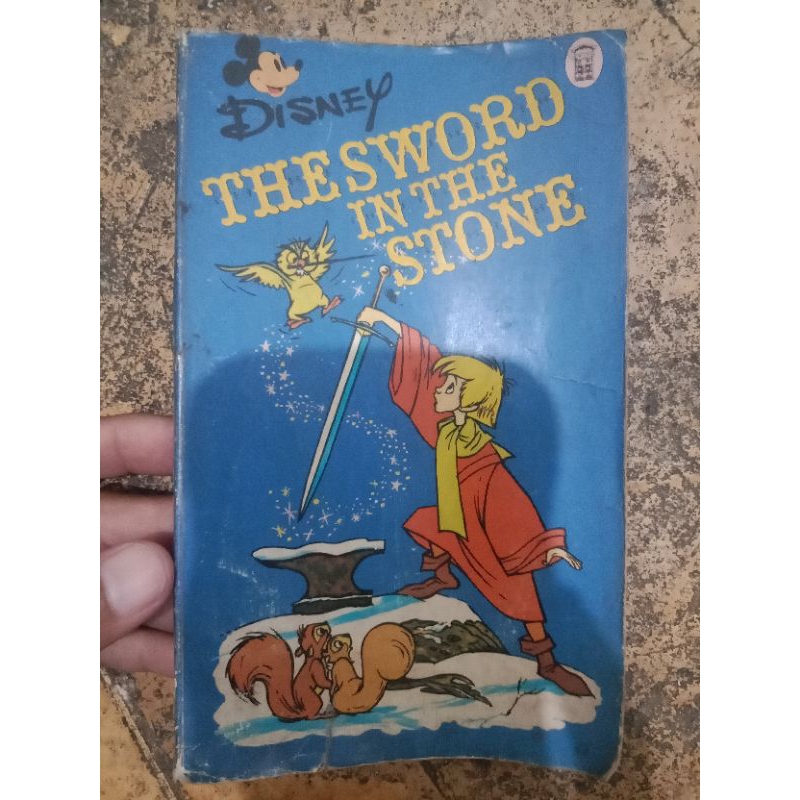 DISNEY
THE SWORD
IN THE
STONE